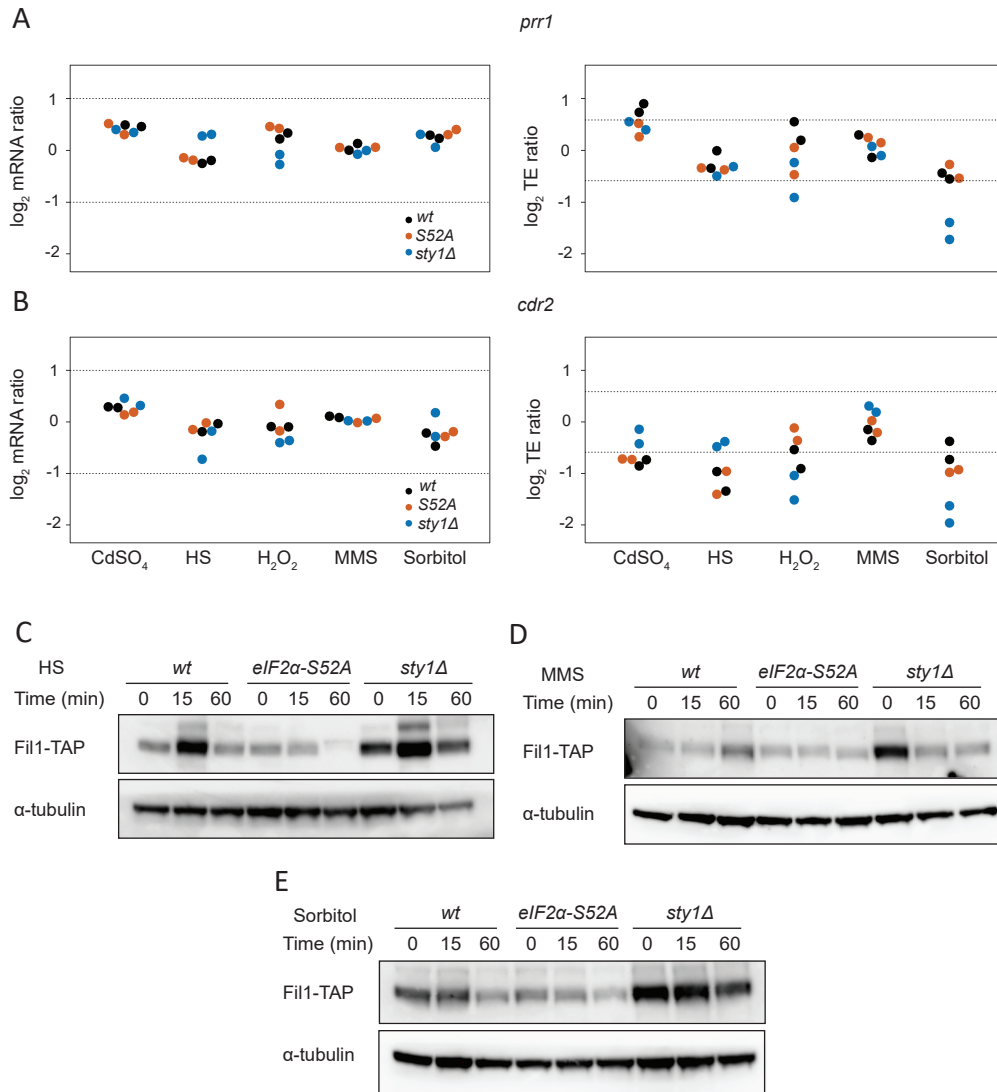 A
prr1
log2 mRNA ratio
1
0
-1
-2
wt
S52A
sty1Δ
log2 TE ratio
1
0
-1
-2
B
cdr2
log2 mRNA ratio
1
0
-1
-2
wt
S52A
sty1Δ
CdSO4 HS H2O2 MMS Sorbitol
log2 TE ratio
1
0
-1
-2
CdSO4 HS H2O2 MMS Sorbitol
C
HS wt eIF2α-S52A sty1Δ
Time (min) 0 15 60 0 15 60 0 15 60
Fil1-TAP
α-tubulin
D
MMS wt eIF2α-S52A sty1Δ
Time (min) 0 15 60 0 15 60 0 15 60
Fil1-TAP
α-tubulin
E
Sorbitol wt eIF2α-S52A sty1Δ
Time (min) 0 15 60 0 15 60 0 15 60
Fil1-TAP
α-tubulin